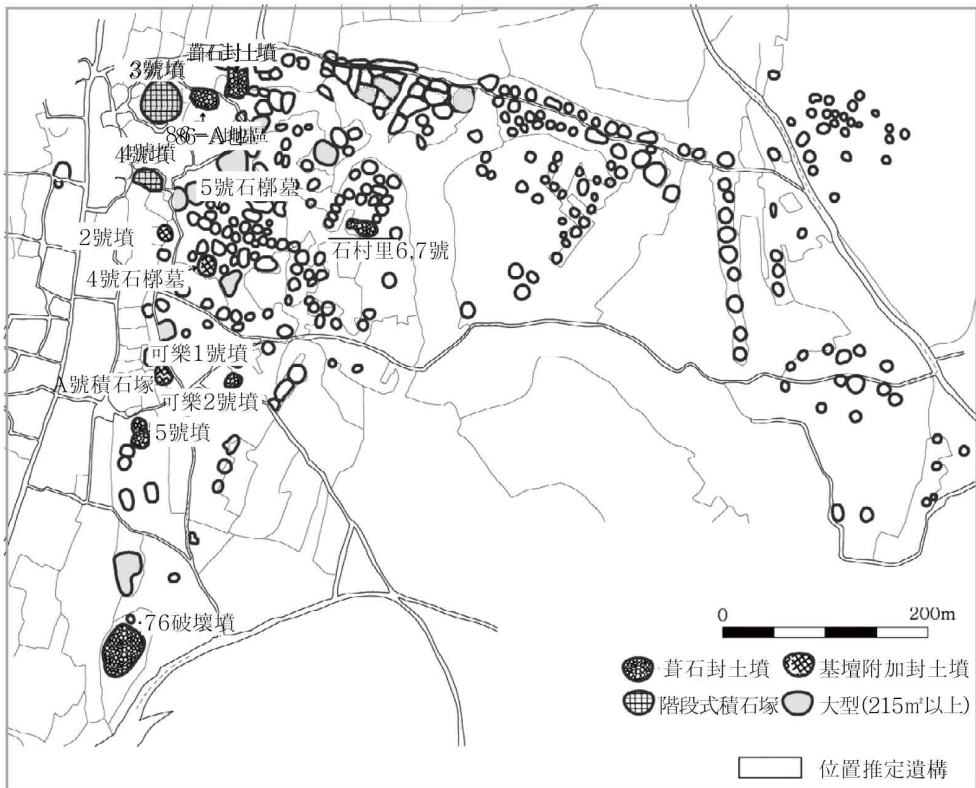 葺石封土墳
3號墳
86-A地區
4號墳
5號石槨墓
2號墳
石村里6,7號
4號石槨墓
可樂1號墳
A號積石塚
可樂2號墳
5號墳
·76破壞墳
0 200m
葺石封土墳 基壇附加封土墳
階段式積石塚 大型(215㎡以上)
位置推定遺構